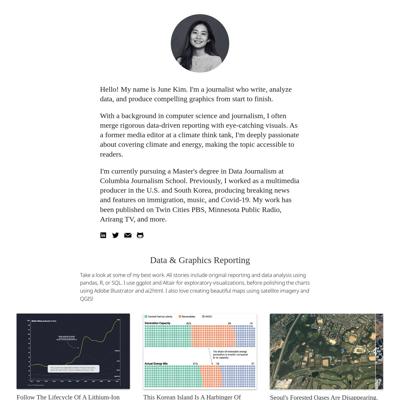 Hello! My name is June Kim. I'm a journalist who write, analyze
data, and produce compelling graphics from start to finish.
With a background in computer science and journalism, I often
merge rigorous data-driven reporting with eye-catching visuals. As
a former media editor at a climate think tank, I'm deeply passionate
about covering climate and energy, making the topic accessible to
readers.
I'm currently pursuing a Master's degree in Data Journalism at
Columbia Journalism School. Previously, I worked as a multimedia
producer in the U.S. and South Korea, producing breaking news
and features on immigration, music, and Covid-19. My work has
been published on Twin Cities PBS, Minnesota Public Radio,
Arirang TV, and more.
Data & Graphics Reporting
Take a look at some of my best work. All stories include original reporting and data analysis using
pandas, R, or SQL. I use ggplot and Altair for exploratory visualizations, before polishing the charts
using Adobe Illustrator and ai2html. I also love creating beautiful maps using satellite imagery and
QGIS!
Generation Capacity
Actual Energy Mix
Follow The Lifecycle Of A Lithium-Ion
This Korean Island Is A Harbinger Of
Seoul's Forested Oases Are Disappearing.